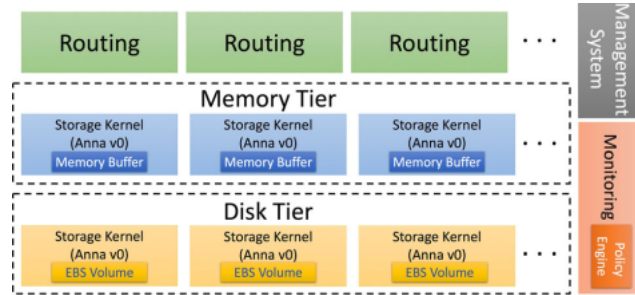 Routing
Routing
Routing
...
Management
System
Memory Tier
Storage Kernel
(Anna v0)
Memory Buffer
Storage Kernel
(Anna v0)
Memory Buffer
Storage Kernel
(Anna v0)
Memory Buffer
...
Monitoring
Policy
Engine
Disk Tier
Storage Kernel
(Anna v0)
EBS Volume
Storage Kernel
(Anna v0)
EBS Volume
Storage Kernel
(Anna v0)
EBS Volume
...